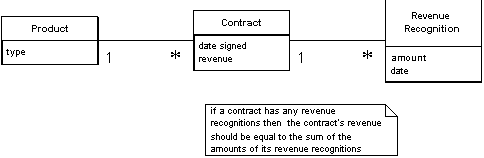 Product
type
1
*
Contract
date signed
revenue
1
*
Revenue
Recognition
amount
date
if a contract has any revenue
recognitions then the contract's revenue
should be equal to the sum of the
amounts of its revenue recognitions